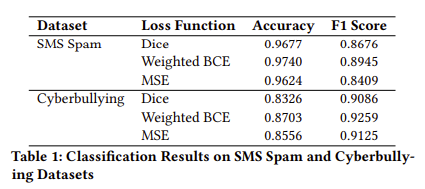 Dataset Loss Function Accuracy F1 Score
SMS Spam Dice 0.9677 0.8676
Weighted BCE 0.9740 0.8945
MSE 0.9624 0.8409
Cyberbullying Dice 0.8326 0.9086
Weighted BCE 0.8703 0.9259
MSE 0.8556 0.9125
Table 1: Classification Results on SMS Spam and Cyberbully-
ing Datasets